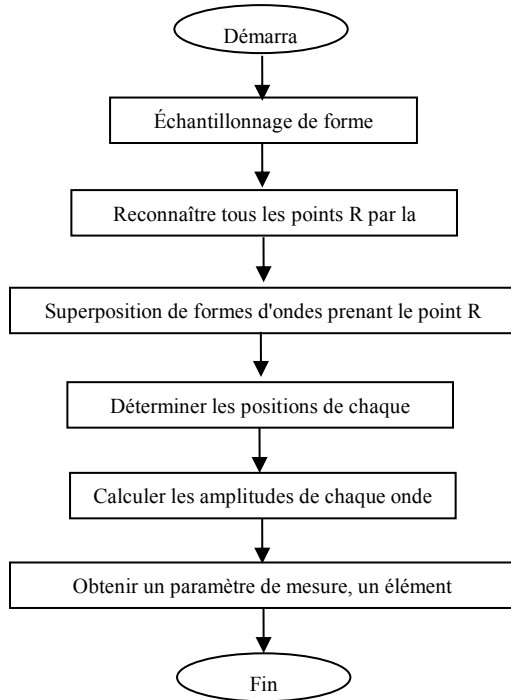 Démarra
Échantillonnage de forme
Reconnaître tous les points R par la
Superposition de formes d'ondes prenant le point R
Déterminer les positions de chaque
Calculer les amplitudes de chaque onde
Obtenir un paramètre de mesure, un élément
Fin